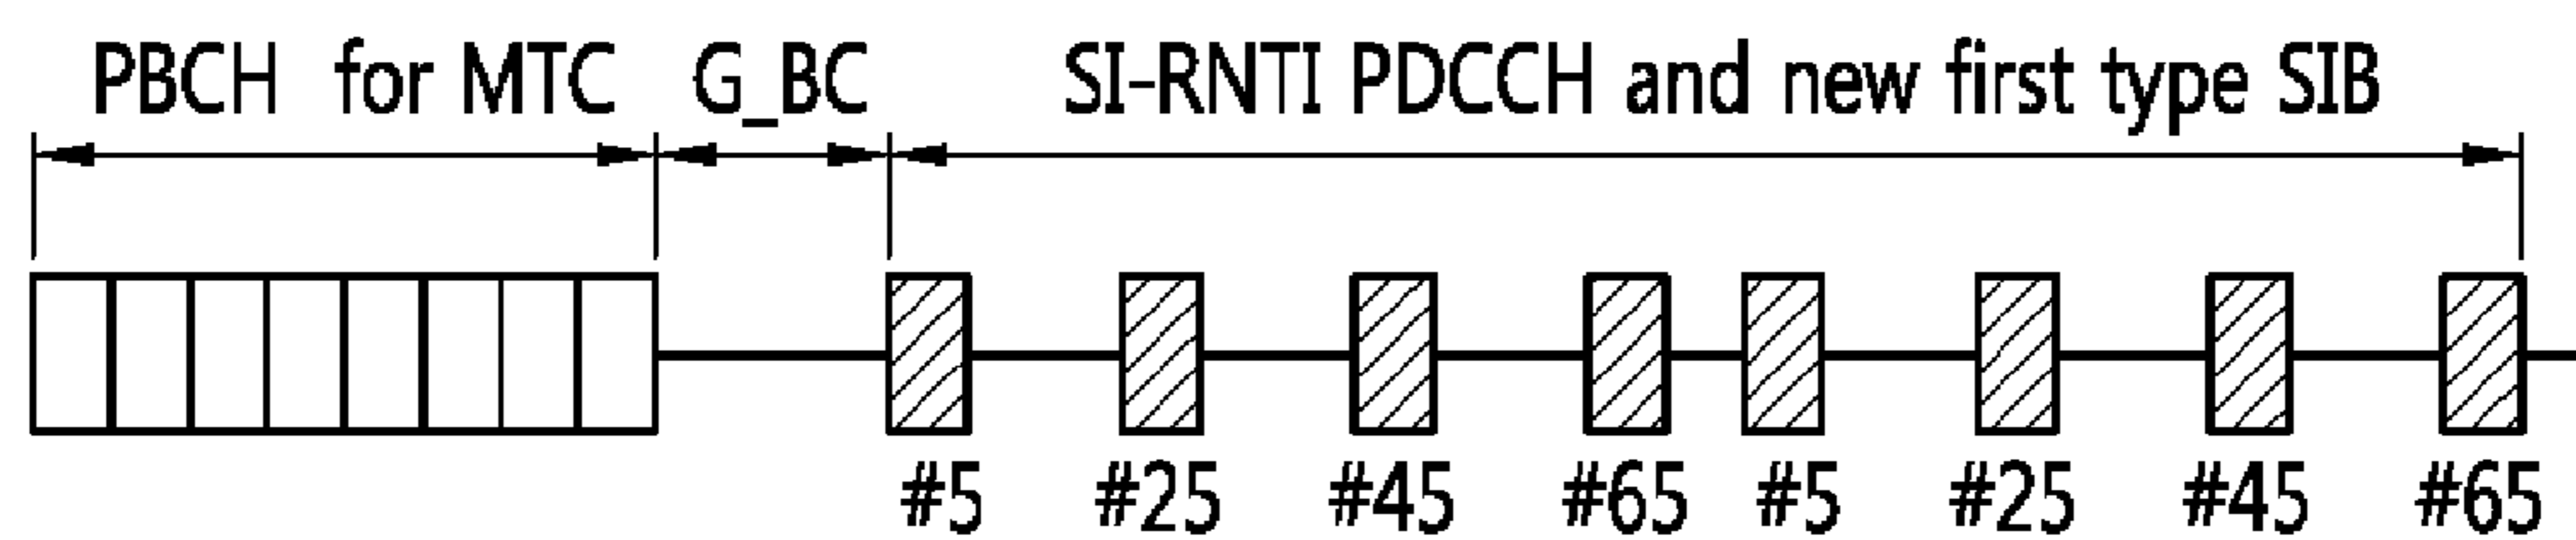 PBCH for MTC G_BC SI-RNTI PDCCH and new first type SIB
#5 #25 #45 #65 #5 #25 #45 #65